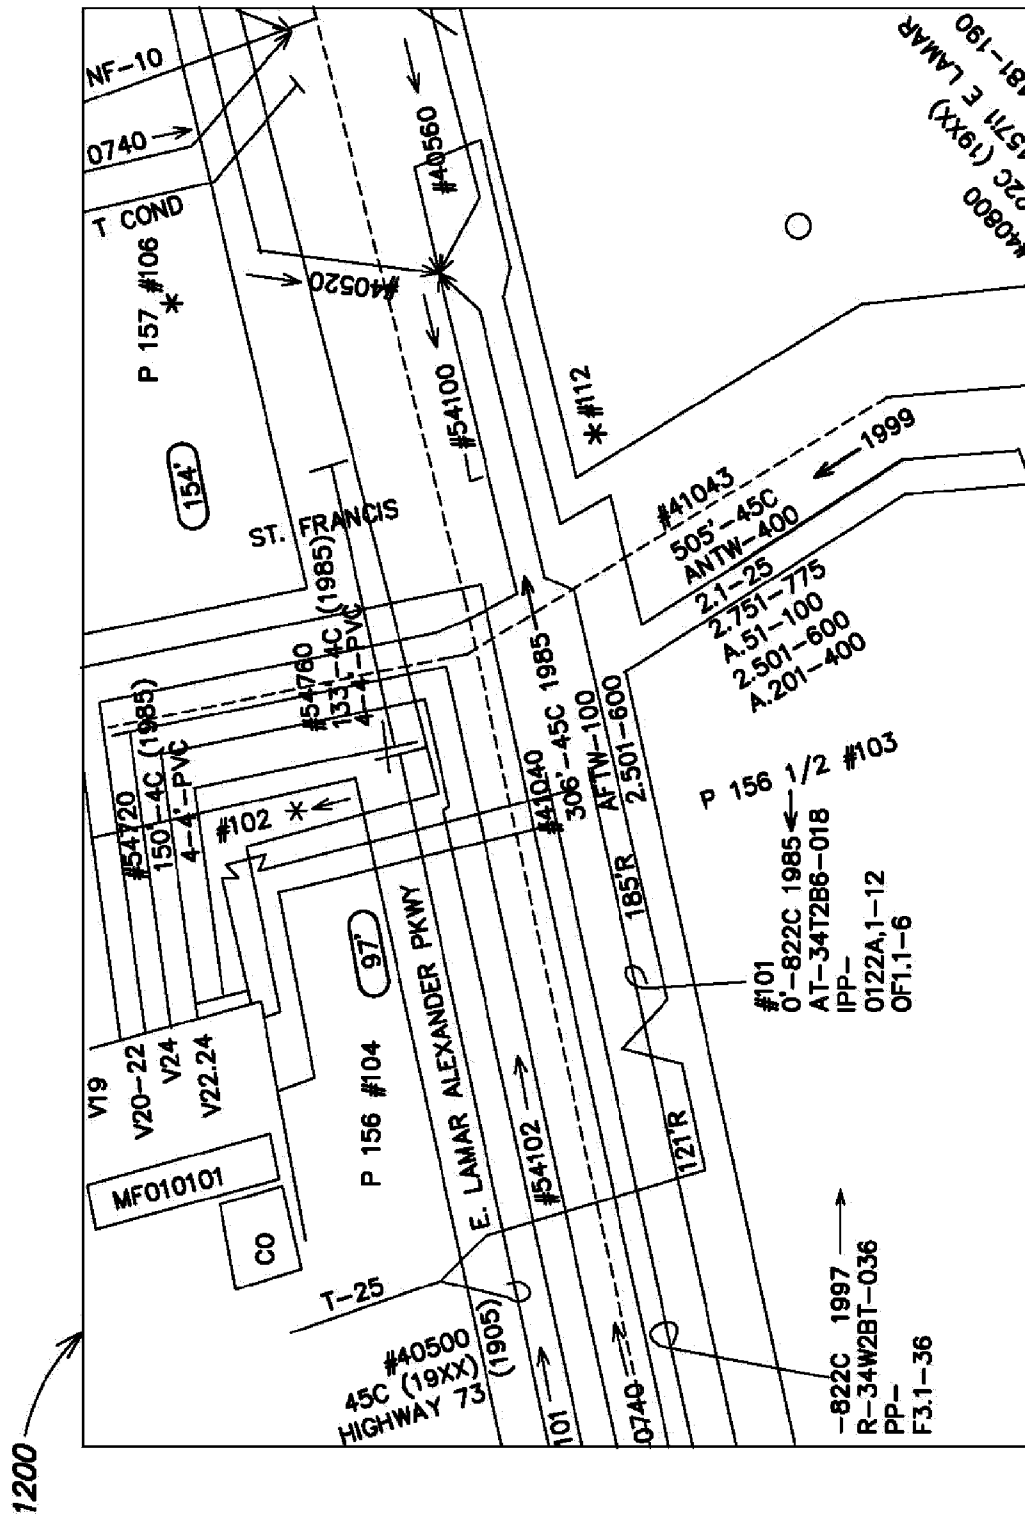 1200
NF-10
0740
T COND
P 157 #106
*
154'
#40560
#40520
#54100
*#112
#40800
22C (19XX)
457/11 E LAMAR
481-190
ST. FRANCIS
#54760
133'-4C (1985)
4-4'-PVC
#54720
150'-4C (1985)
4-4'-PVC
#102 *
#41043
505'-45C
ANTW-400
2.1-25
2.751-775
A.51-100
2.501-600
A.201-400
1999
#41040
306'-45C 1985
AFTW-100
2.501-600
P 156 1/2 #103
185'R
#101
0'-822C 1985
AT-34T2B6-018
IPP-
0122A,1-12
OF1.1-6
97'
E. LAMAR ALEXANDER PKWY
P 156 #104
V19
V20-22
V24
V22.24
MF010101
CO
#54102
121'R
T-25
#40500
45C (19XX)
HIGHWAY 73 (1905)
101
0740
-822C 1997
R-34W2BT-036
PP-
F3.1-36